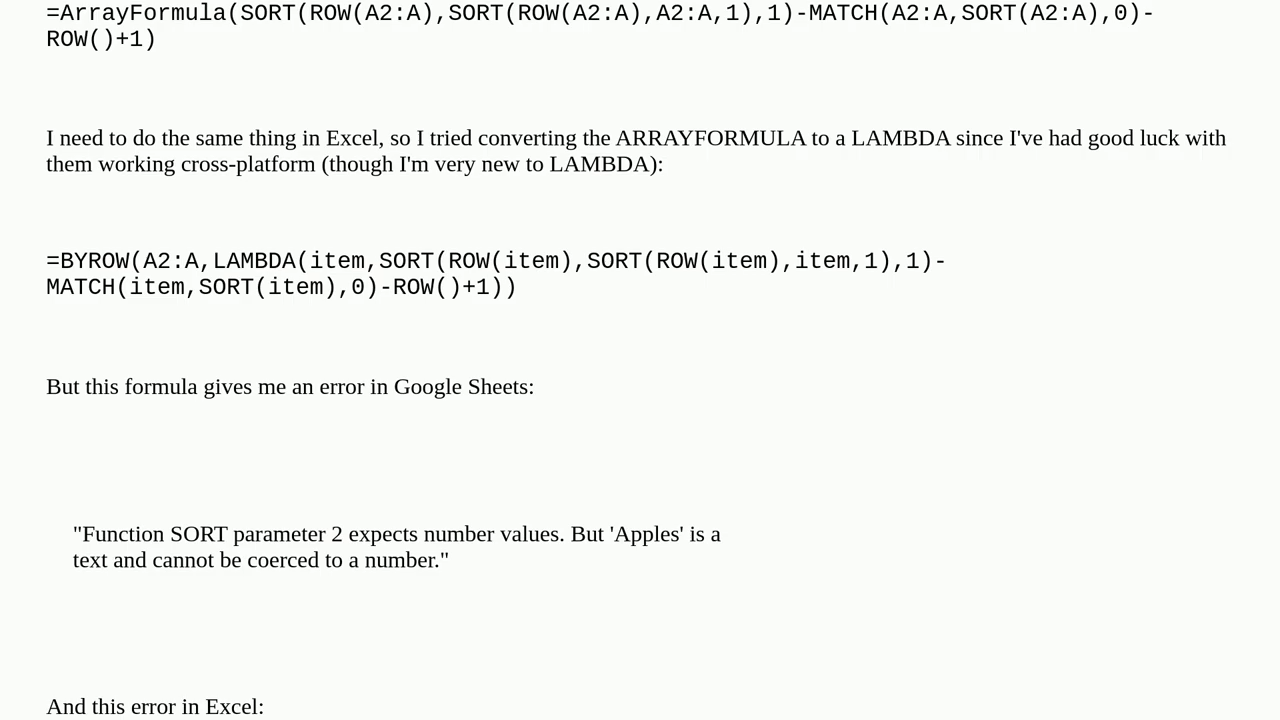 =ArrayFormula(SORT(ROW(A2:A),SORT(ROW(A2:A),A2:A,1),1)-MATCH(A2:A,SORT(A2:A),0)-
ROW()+1)
I need to do the same thing in Excel, so I tried converting the ARRAYFORMULA to a LAMBDA since I've had good luck with
them working cross-platform (though I'm very new to LAMBDA):
=BYROW(A2:A,LAMBDA(item,SORT(ROW(item),SORT(ROW(item),item,1),1)-
MATCH(item,SORT(item),0)-ROW()+1))
But this formula gives me an error in Google Sheets:
"Function SORT parameter 2 expects number values. But 'Apples' is a
text and cannot be coerced to a number."
And this error in Excel: